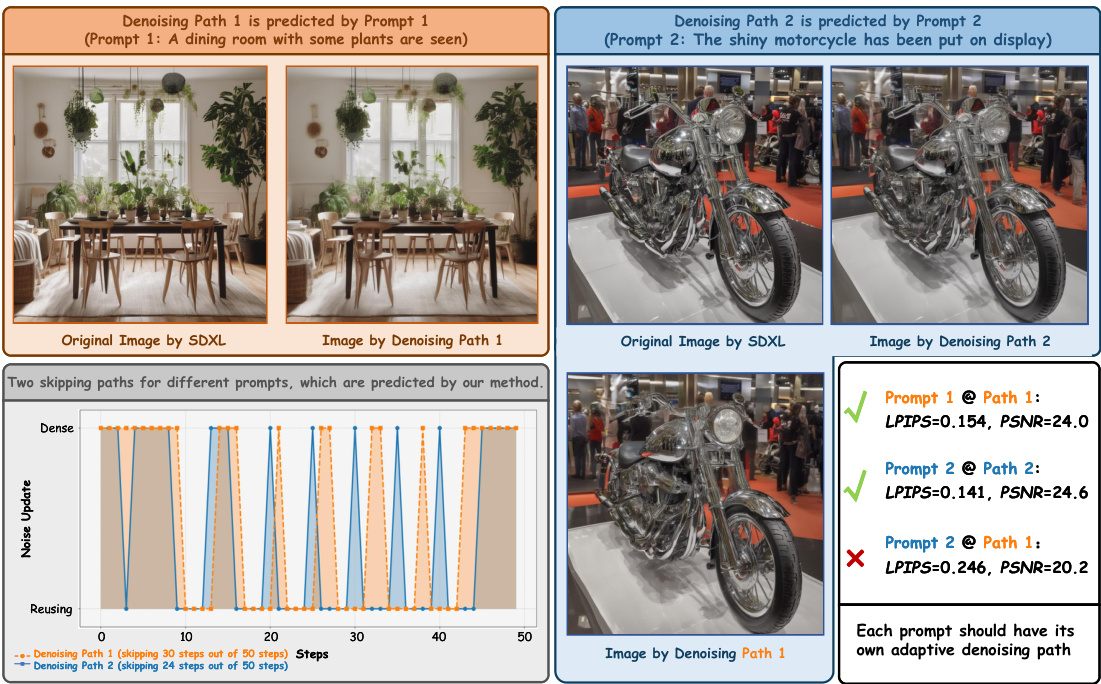 Denoising Path 1 is predicted by Prompt 1
(Prompt 1: A dining room with some plants are seen)
Original Image by SDXL
Image by Denoising Path 1
Denoising Path 2 is predicted by Prompt 2
(Prompt 2: The shiny motorcycle has been put on display)
Original Image by SDXL
Image by Denoising Path 2
Two skipping paths for different prompts, which are predicted by our method.
Dense
Noise Update
Reusing
0
10
20
30
40
50
Steps
Denoising Path 1 (skipping 30 steps out of 50 steps)
Denoising Path 2 (skipping 24 steps out of 50 steps)
Image by Denoising Path 1
Prompt 1 @ Path 1:
LPIPS=0.154, PSNR=24.0
Prompt 2 @ Path 2:
LPIPS=0.141, PSNR=24.6
Prompt 2 @ Path 1:
LPIPS=0.246, PSNR=20.2
Each prompt should have its
own adaptive denoising path